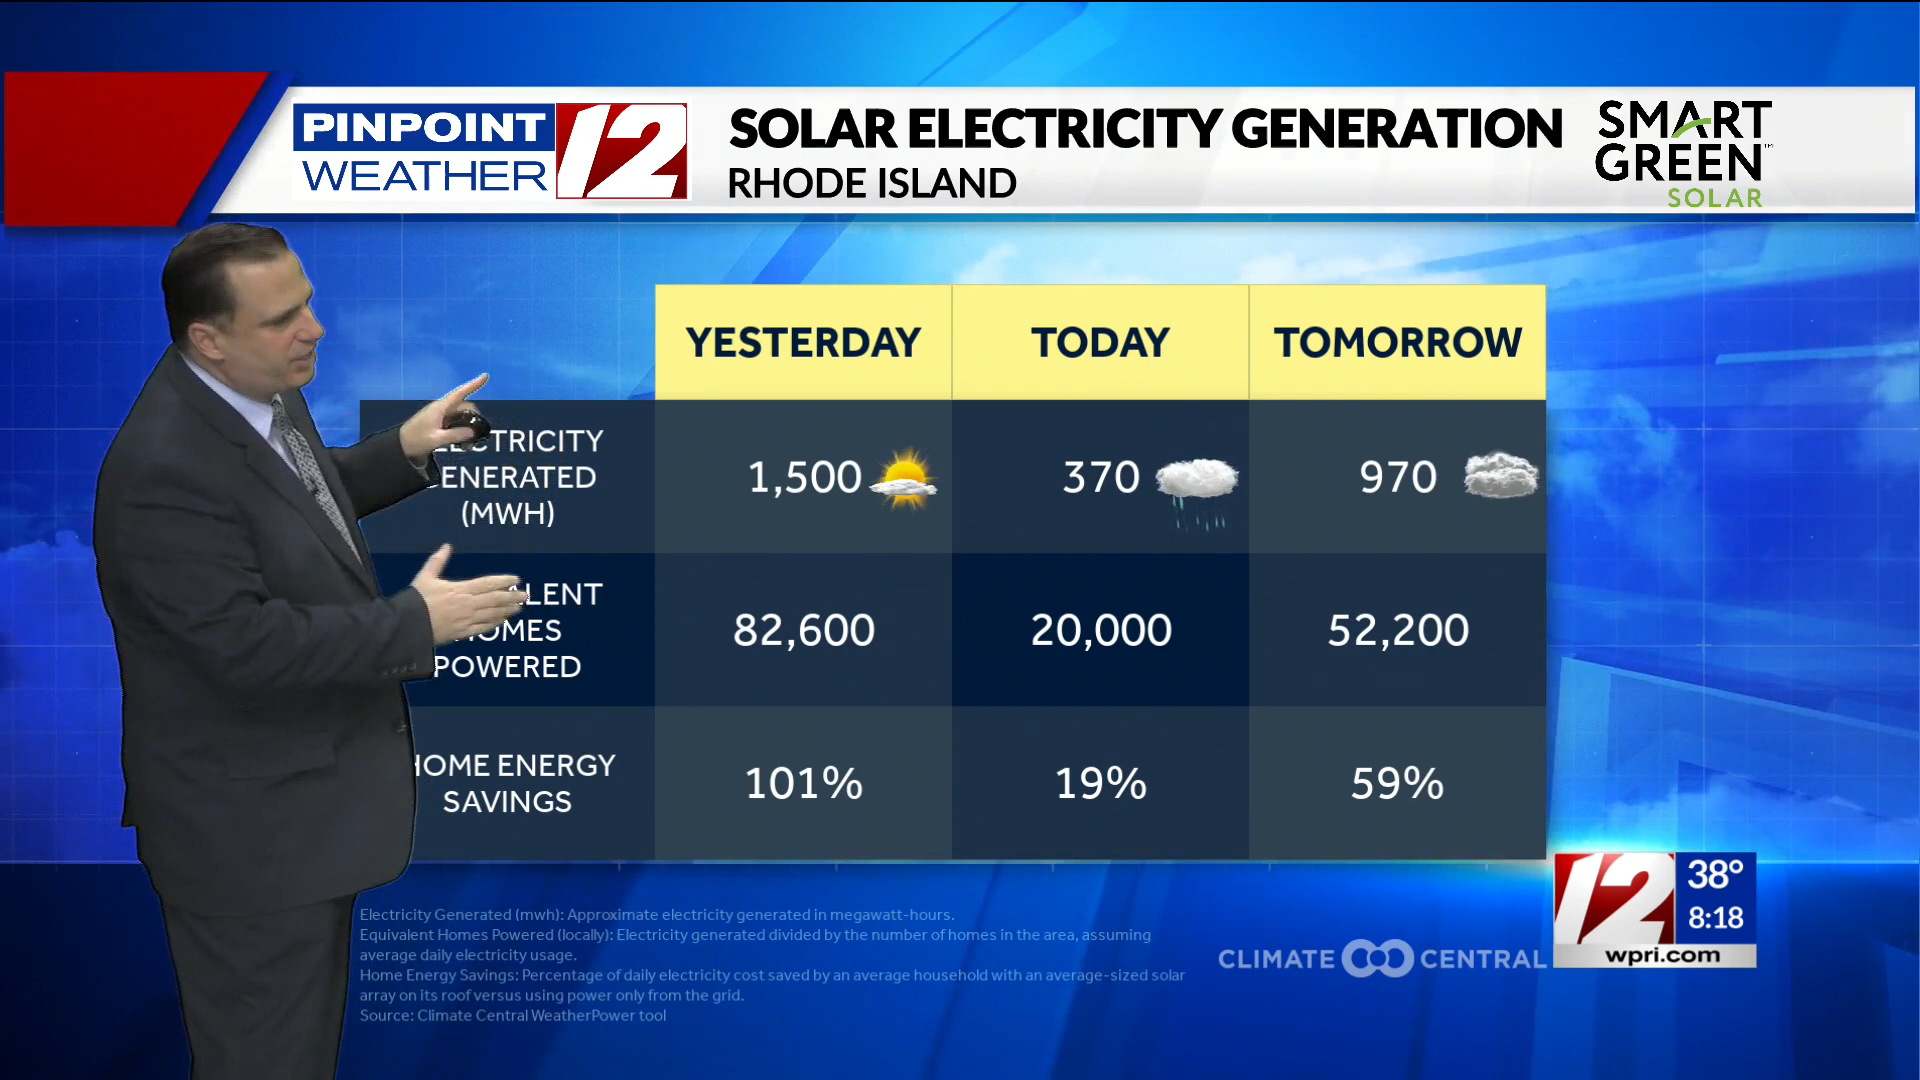 PINPOINT
WEATHER
12
SOLAR ELECTRICITY GENERATION
RHODE ISLAND
SMART
GREEN™
SOLAR
YESTERDAY
TODAY
TOMORROW
ECTRICITY
ENERATED
(MWH)
1,500
370
970
LENT
OMES
POWERED
82,600
20,000
52,200
OME ENERGY
SAVINGS
101%
19%
59%
Electricity Generated (mwh): Approximate electricity generated in megawatt-hours.
Equivalent Homes Powered (locally): Electricity generated divided by the number of homes in the area, assuming
average daily electricity usage.
Home Energy Savings: Percentage of daily electricity cost saved by an average household with an average-sized solar
array on its roof versus using power only from the grid.
Source: Climate Central WeatherPower tool
CLIMATE CENTRAL
12
38°
8:18
wpri.com